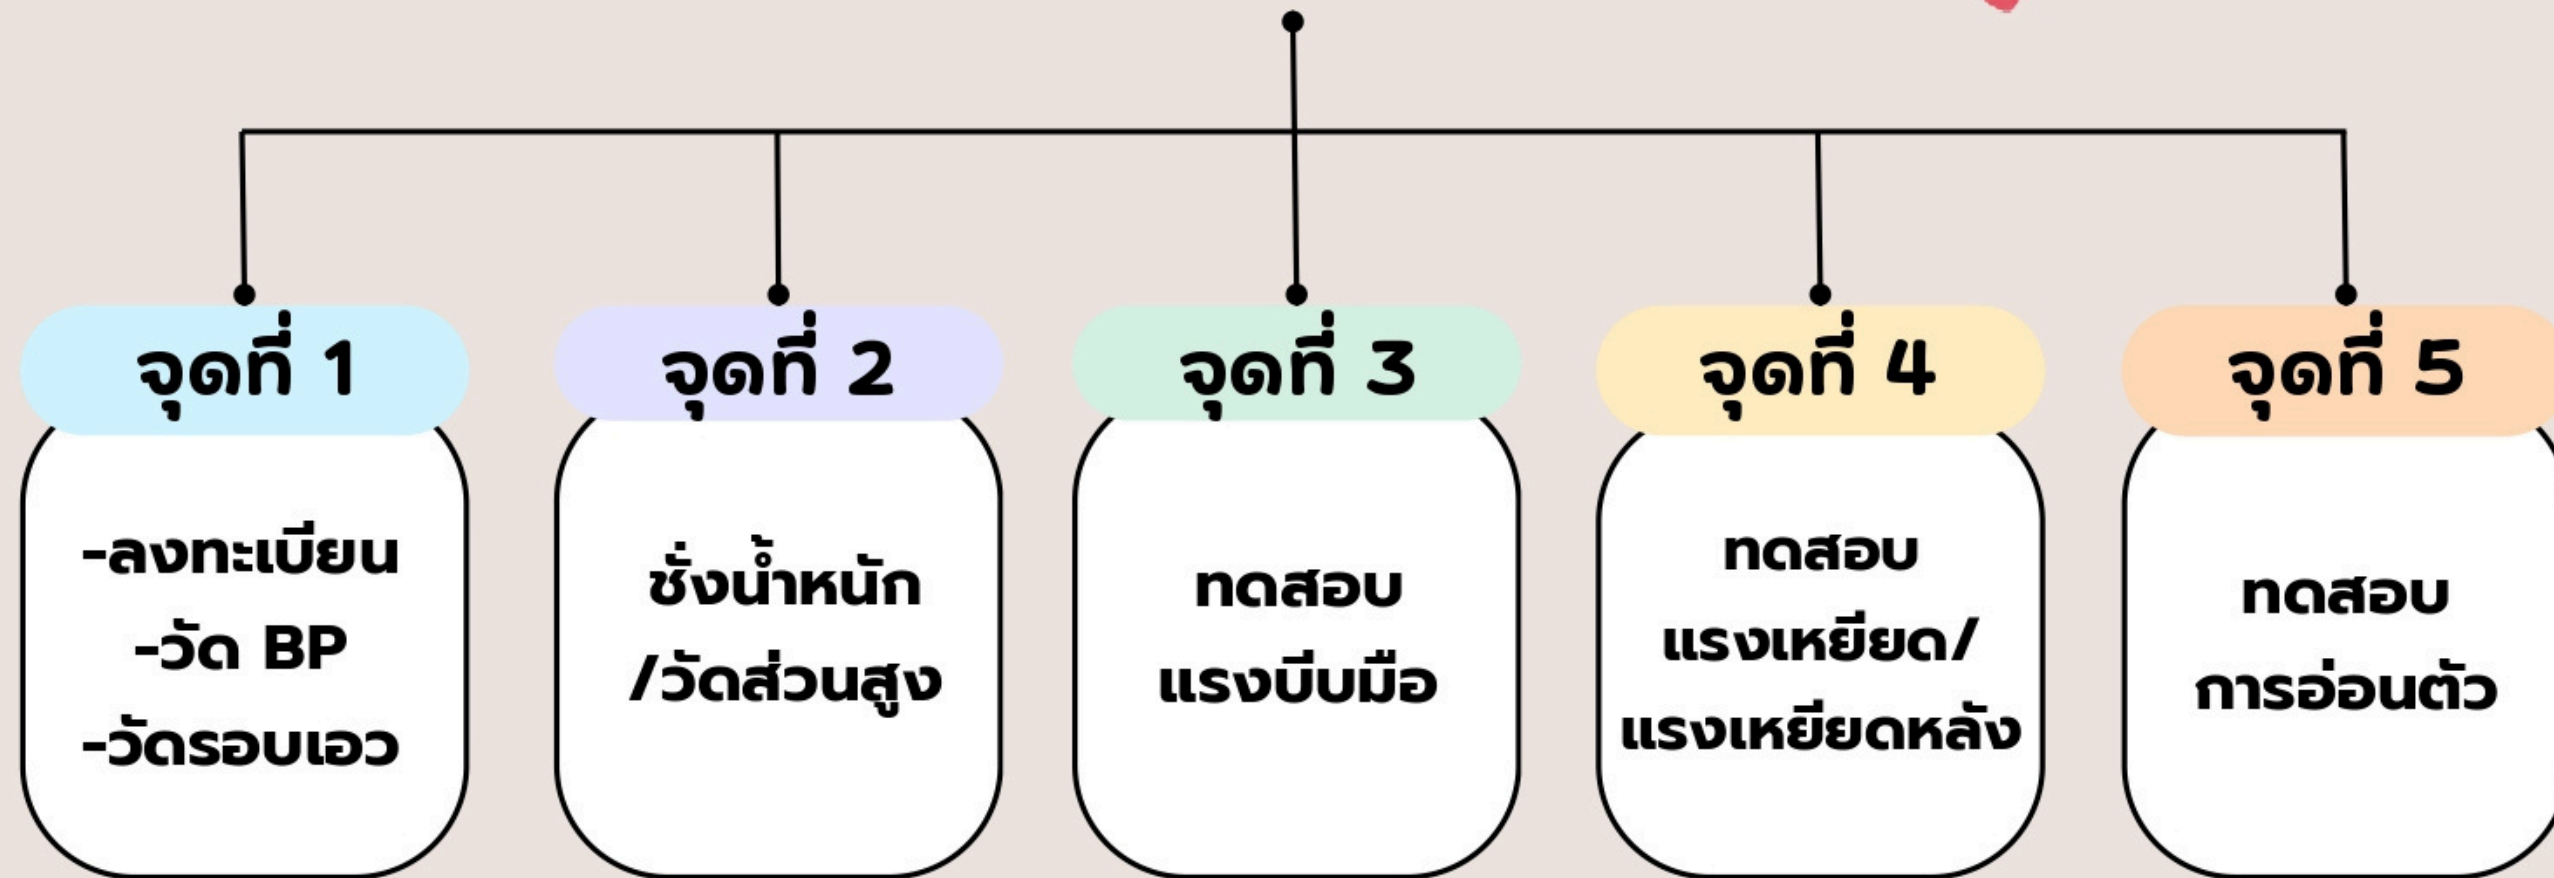 จุดที่ 1
-ลงทะเบียน
-วัด BP
-วัดรอบเอว
จุดที่ 2
ชั่งน้ำหนัก
/วัดส่วนสูง
จุดที่ 3
ทดสอบ
แรงบีบมือ
จุดที่ 4
ทดสอบ
แรงเหยียด/
แรงเหยียดหลัง
จุดที่ 5
ทดสอบ
การอ่อนตัว